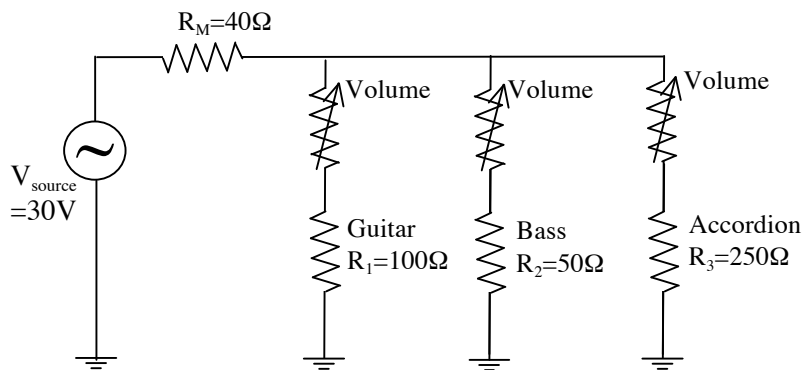 R_M=40Ω
Volume
Volume
Volume
V_source
=30V
Guitar
R_1=100Ω
Bass
R_2=50Ω
Accordion
R_3=250Ω